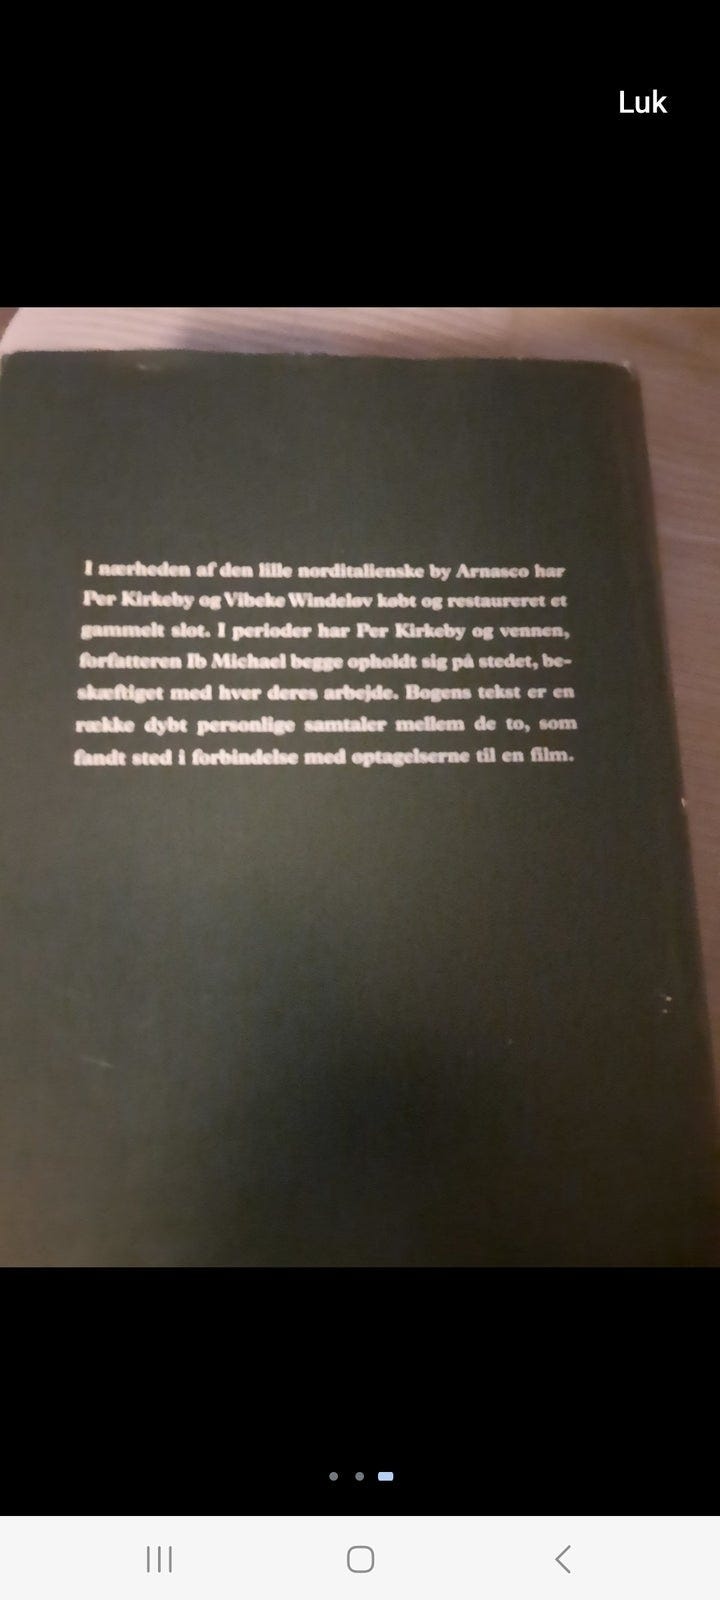 Luk
I nærheden af den lille norditalienske by Arnasco har
Per Kirkeby og Vibeke Windeløv købt og restaureret et
gammelt slot. I perioder har Per Kirkeby og vennen,
forfatteren Ib Michael begge opholdt sig på stedet, be-
skæftiget med hver deres arbejde. Bogens tekst er en
række dybt personlige samtaler mellem de to, som
fandt sted i forbindelse med optagelserne til en film.